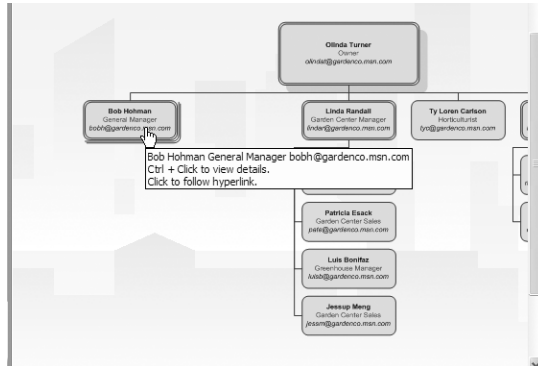 Olinda Turner
Owner
olindat@gardenco.msn.com
Bob Hohman
General Manager
bobh@gardenco.msn.com
Linda Randall
Garden Center Manager
lindar@gardenco.msn.com
Ty Loren Carlson
Horticulturist
tyc@gardenco.msn.com
Bob Hohman General Manager bobh@gardenco.msn.com
Ctrl + Click to view details.
Click to follow hyperlink.
Patricia Esack
Garden Center Sales
pate@gardenco.msn.com
Luis Bonifaz
Greenhouse Manager
luisb@gardenco.msn.com
Jessup Meng
Garden Center Sales
jessm@gardenco.msn.com